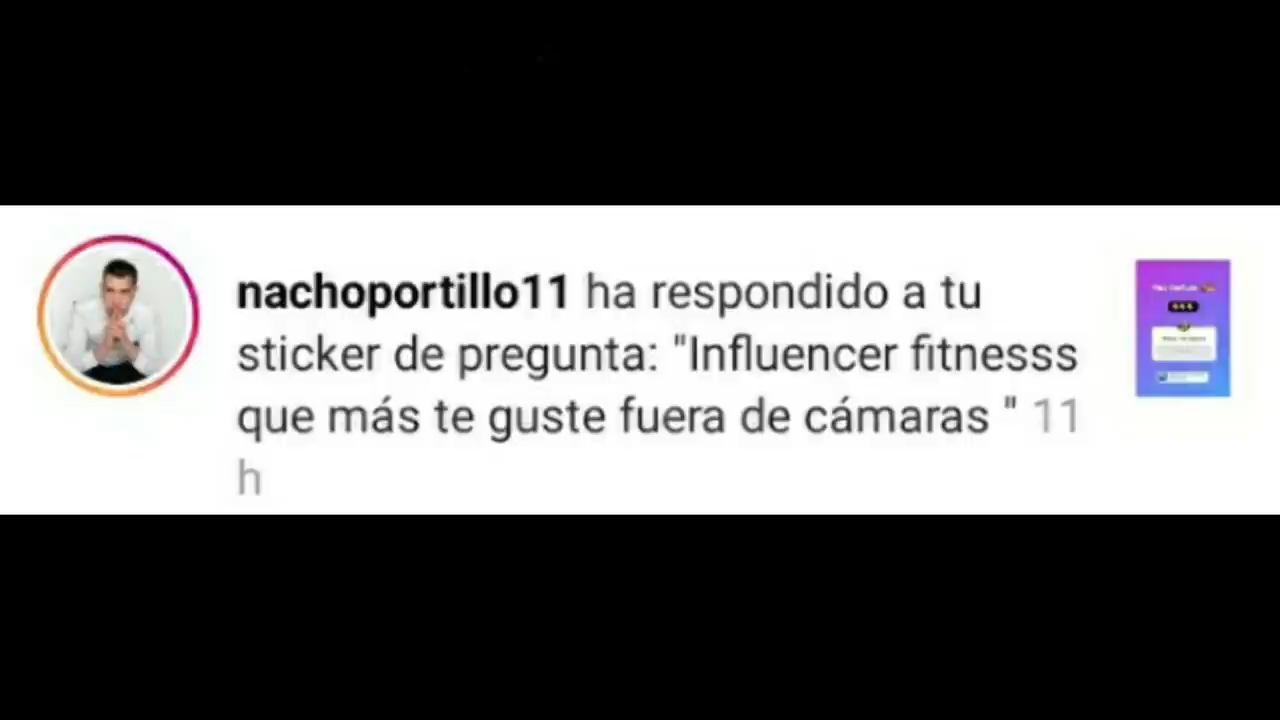 nachoportillo11 ha respondido a tu
sticker de pregunta: "Influencer fitnesss
que más te guste fuera de cámaras " 11
h